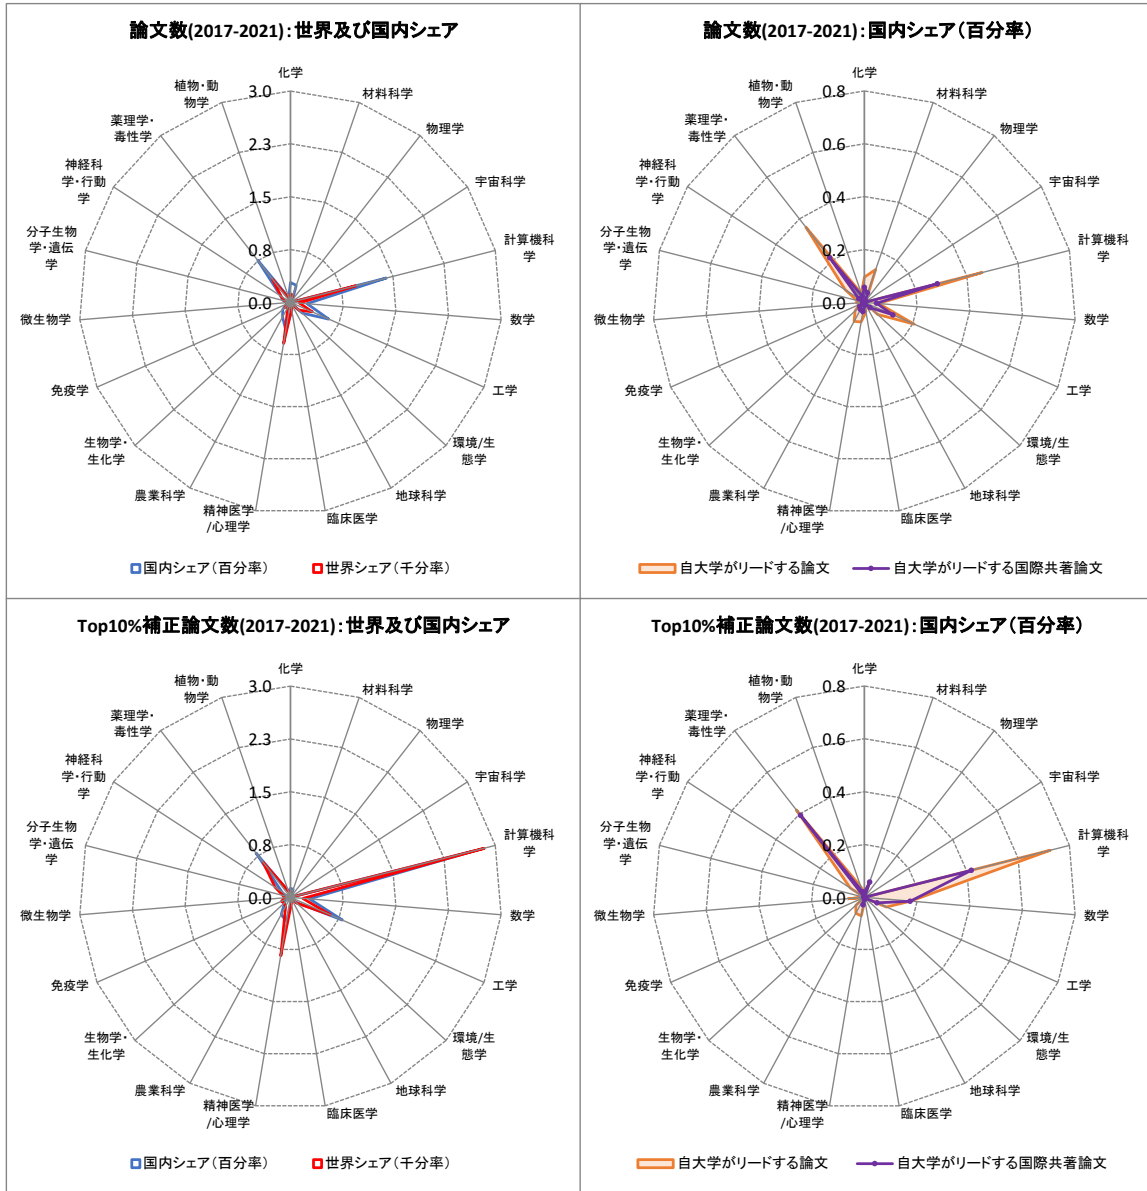 論文数(2017-2021):世界及び国内シェア
化学
材料科学
物理学
宇宙科学
計算機科
学
数学
工学
環境/生
態学
地球科学
臨床医学
精神医学
/心理学
農業科学
生物学・
生化学
免疫学
微生物学
分子生物
学・遺伝
学
神経科
学・行動
学
薬理学・
毒性学
植物・動
物学
3.0
2.3
1.5
0.8
0.0
国内シェア(百分率)
世界シェア(千分率)
論文数(2017-2021):国内シェア(百分率)
化学
材料科学
物理学
宇宙科学
計算機科
学
数学
工学
環境/生
態学
地球科学
臨床医学
精神医学
/心理学
農業科学
生物学・
生化学
免疫学
微生物学
分子生物
学・遺伝
学
神経科
学・行動
学
薬理学・
毒性学
植物・動
物学
0.8
0.6
0.4
0.2
0.0
自大学がリードする論文
自大学がリードする国際共著論文
Top10%補正論文数(2017-2021):世界及び国内シェア
化学
材料科学
物理学
宇宙科学
計算機科
学
数学
工学
環境/生
態学
地球科学
臨床医学
精神医学
/心理学
農業科学
生物学・
生化学
免疫学
微生物学
分子生物
学・遺伝
学
神経科
学・行動
学
薬理学・
毒性学
植物・動
物学
3.0
2.3
1.5
0.8
0.0
国内シェア(百分率)
世界シェア(千分率)
Top10%補正論文数(2017-2021):国内シェア(百分率)
化学
材料科学
物理学
宇宙科学
計算機科
学
数学
工学
環境/生
態学
地球科学
臨床医学
精神医学
/心理学
農業科学
生物学・
生化学
免疫学
微生物学
分子生物
学・遺伝
学
神経科
学・行動
学
薬理学・
毒性学
植物・動
物学
0.8
0.6
0.4
0.2
0.0
自大学がリードする論文
自大学がリードする国際共著論文